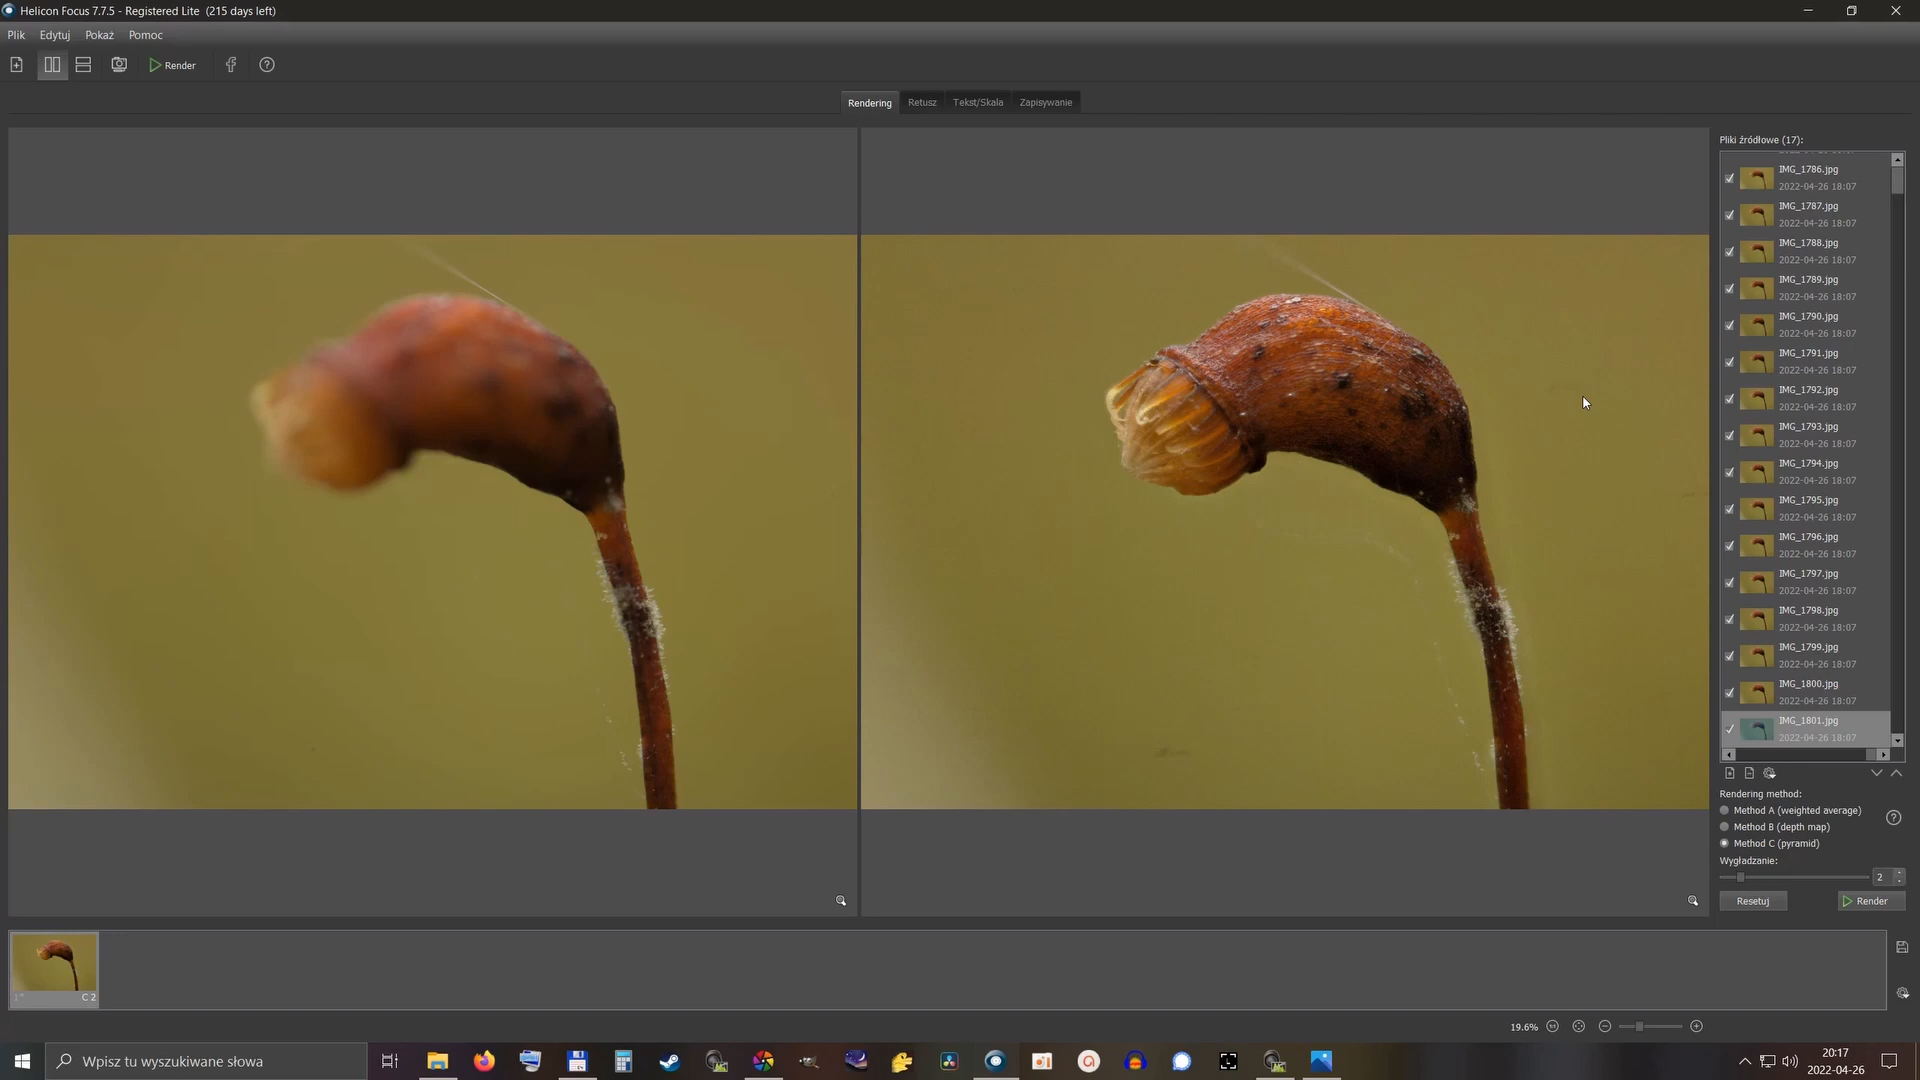 Helicon Focus 7.7.5 - Registered Lite (215 days left)
Plik Edytuj Pokaż Pomoc
Render
Rendering Retusz Tekst/Skala Zapisywanie
Pliki źródłowe (17):
IMG_1786.jpg
2022-04-26 18:07
IMG_1787.jpg
2022-04-26 18:07
IMG_1788.jpg
2022-04-26 18:07
IMG_1789.jpg
2022-04-26 18:07
IMG_1790.jpg
2022-04-26 18:07
IMG_1791.jpg
2022-04-26 18:07
IMG_1792.jpg
2022-04-26 18:07
IMG_1793.jpg
2022-04-26 18:07
IMG_1794.jpg
2022-04-26 18:07
IMG_1795.jpg
2022-04-26 18:07
IMG_1796.jpg
2022-04-26 18:07
IMG_1797.jpg
2022-04-26 18:07
IMG_1798.jpg
2022-04-26 18:07
IMG_1799.jpg
2022-04-26 18:07
IMG_1800.jpg
2022-04-26 18:07
IMG_1801.jpg
2022-04-26 18:07
Rendering method:
Method A (weighted average)
Method B (depth map)
Method C (pyramid)
Wygładzanie:
2
Resetuj Render
C 2
19.6%
Wpisz tu wyszukiwane słowa
20:17
2022-04-26